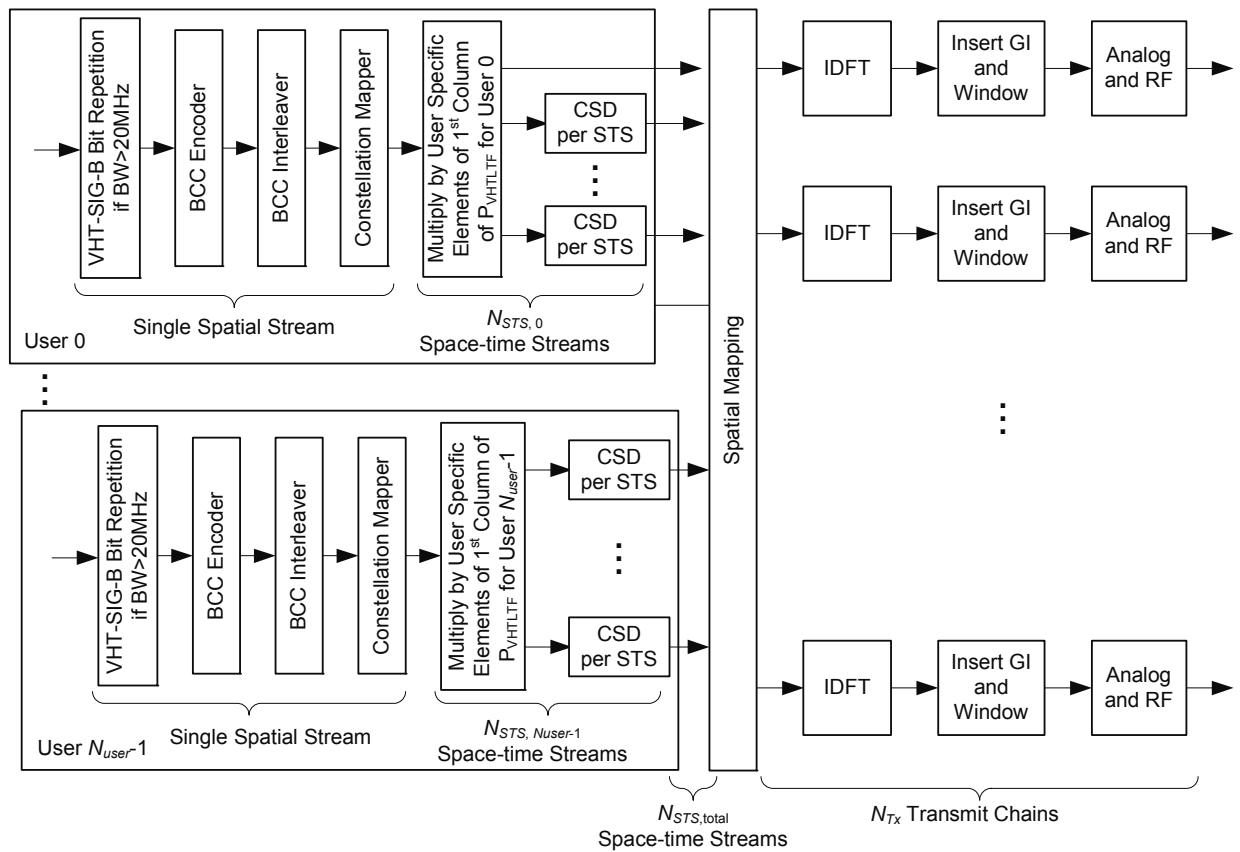 VHT-SIG-B Bit Repetition
if BW>20MHz
BCC Encoder
BCC Interleaver
Constellation Mapper
Multiply by User Specific
Elements of 1st Column
of PVHTLTF for User 0
CSD
per STS
CSD
per STS
Single Spatial Stream
NSTS, 0
Space-time Streams
User 0
VHT-SIG-B Bit Repetition
if BW>20MHz
BCC Encoder
BCC Interleaver
Constellation Mapper
Multiply by User Specific
Elements of 1st Column of
PVHTLTF for User Nuser-1
CSD
per STS
CSD
per STS
Single Spatial Stream
NSTS, Nuser-1
Space-time Streams
User Nuser-1
NSTS,total
Space-time Streams
Spatial Mapping
IDFT
Insert GI
and
Window
Analog
and RF
IDFT
Insert GI
and
Window
Analog
and RF
IDFT
Insert GI
and
Window
Analog
and RF
NTx Transmit Chains